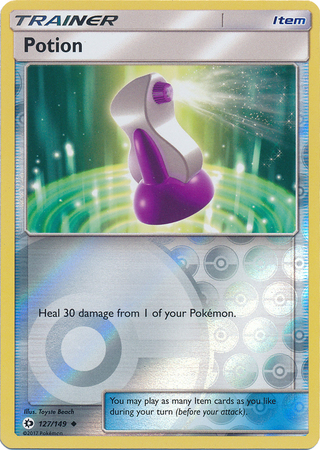 TRAINER Item
Potion
Heal 30 damage from 1 of your Pokémon.
Illus. Toyste Beach
127/149 ◆
©2017 Pokémon
You may play as many Item cards as you like
during your turn (before your attack).